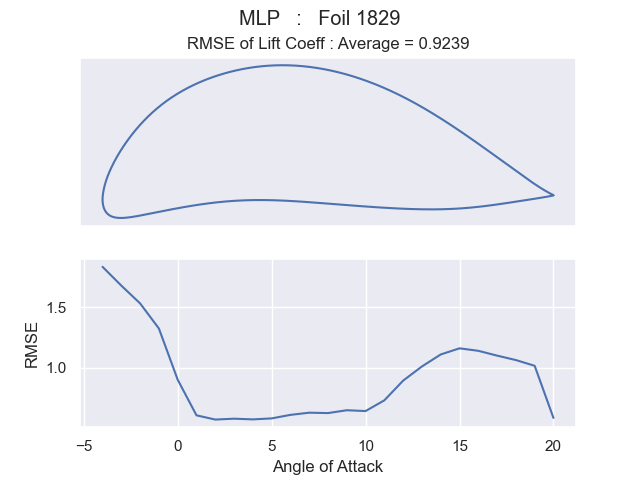 MLP : Foil 1829
RMSE of Lift Coeff : Average = 0.9239
1.5
1.0
RMSE
−5 0 5 10 15 20
Angle of Attack